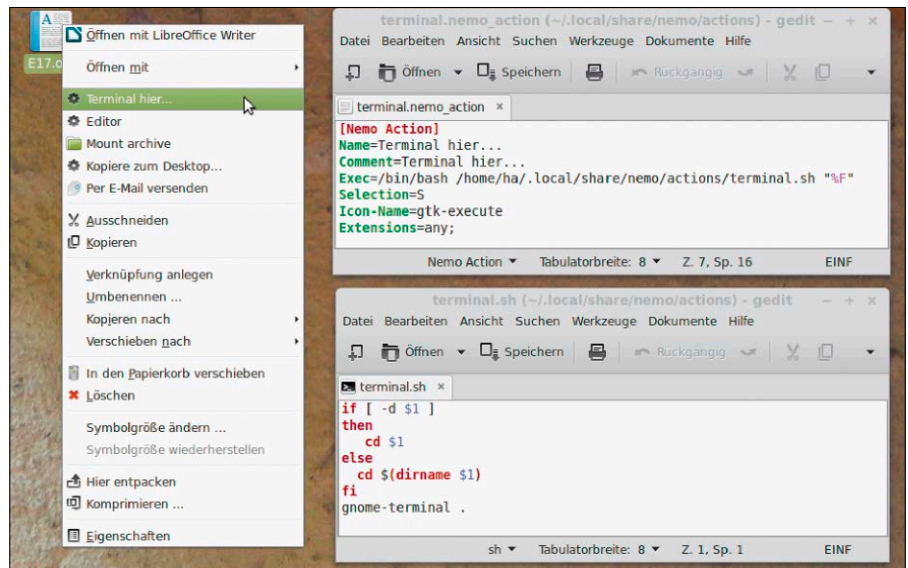 E17.o
Öffnen mit LibreOffice Writer
Öffnen mit
Terminal hier...
Editor
Mount archive
Kopiere zum Desktop...
Per E-Mail versenden
Ausschneiden
Kopieren
Verknüpfung anlegen
Umbenennen ...
Kopieren nach
Verschieben nach
In den Papierkorb verschieben
Löschen
Symbolgröße ändern ...
Symbolgröße wiederherstellen
Hier entpacken
Komprimieren ...
Eigenschaften
terminal.nemo_action (~/.local/share/nemo/actions) - gedit
Datei Bearbeiten Ansicht Suchen Werkzeuge Dokumente Hilfe
Öffnen Speichern Rückgängig
terminal.nemo_action ×
[Nemo Action]
Name=Terminal hier...
Comment=Terminal hier...
Exec=/bin/bash /home/ha/.local/share/nemo/actions/terminal.sh "%F"
Selection=S
Icon-Name=gtk-execute
Extensions=any;
Nemo Action Tabulatorbreite: 8 Z. 7, Sp. 16 EINF
terminal.sh (~/.local/share/nemo/actions) - gedit
Datei Bearbeiten Ansicht Suchen Werkzeuge Dokumente Hilfe
Öffnen Speichern Rückgängig
terminal.sh ×
if [ -d $1 ]
then
   cd $1
else
  cd $(dirname $1)
fi
gnome-terminal .
sh Tabulatorbreite: 8 Z. 1, Sp. 1 EINF